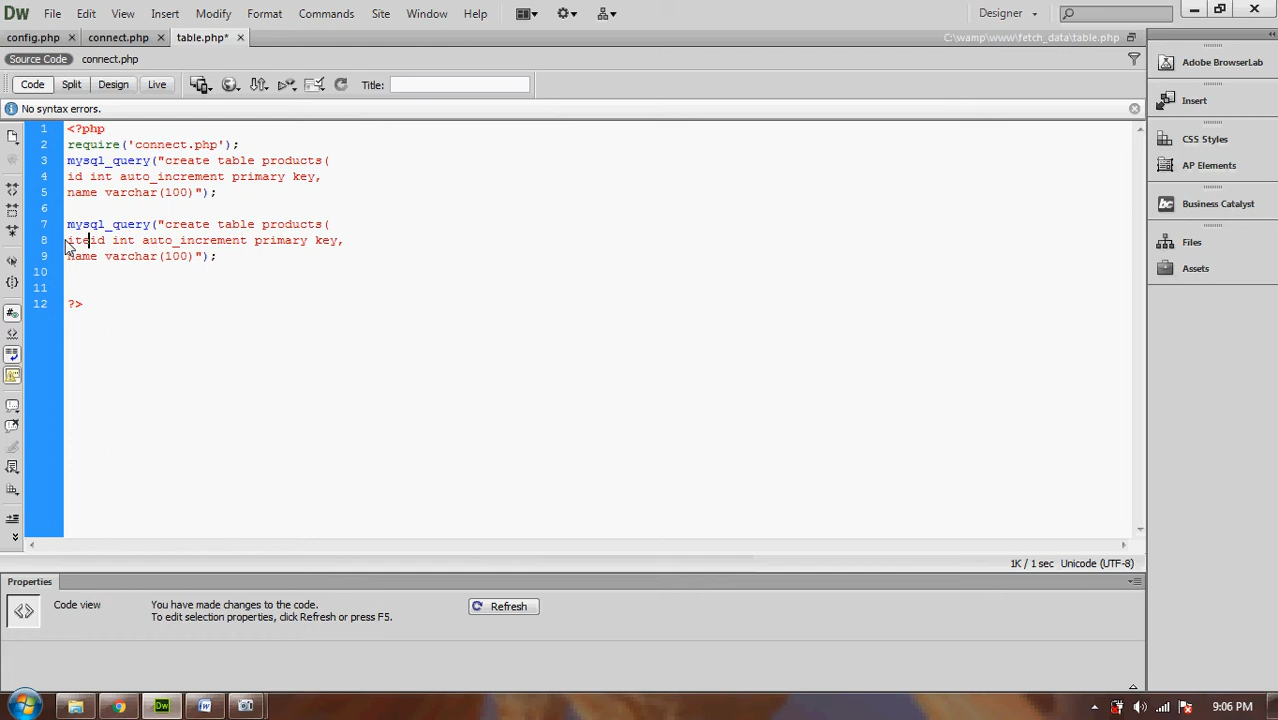 Dw File Edit View Insert Modify Format Commands Site Window Help Designer
config.php connect.php table.php* C:\wamp\www\fetch_data\table.php
Source Code connect.php
Code Split Design Live Title:
No syntax errors.
1 <?php
2 require('connect.php');
3 mysql_query("create table products(
4 id int auto_increment primary key,
5 name varchar(100)");
6
7 mysql_query("create table products(
8 iteid int auto_increment primary key,
9 name varchar(100)");
10
11
12 ?>
1K / 1 sec Unicode (UTF-8)
Properties
Code view You have made changes to the code. Refresh
To edit selection properties, click Refresh or press F5.
Adobe BrowserLab
Insert
CSS Styles
AP Elements
Business Catalyst
Files
Assets
9:06 PM